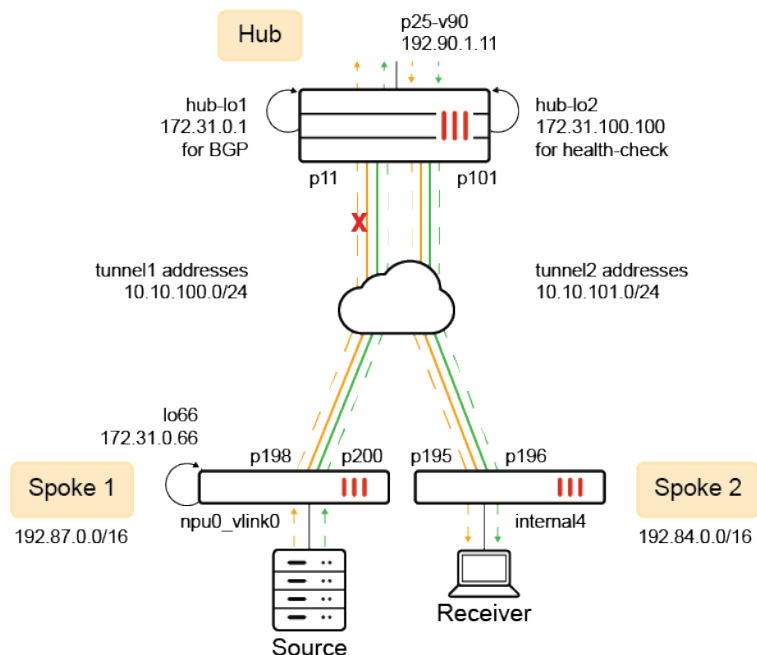 Hub
p25-v90
192.90.1.11
hub-lo1
172.31.0.1
for BGP
hub-lo2
172.31.100.100
for health-check
p11
p101
X
tunnel1 addresses
10.10.100.0/24
tunnel2 addresses
10.10.101.0/24
lo66
172.31.0.66
p198
p200
p195
p196
Spoke 1
192.87.0.0/16
npu0_vlink0
internal4
Spoke 2
192.84.0.0/16
Source
Receiver